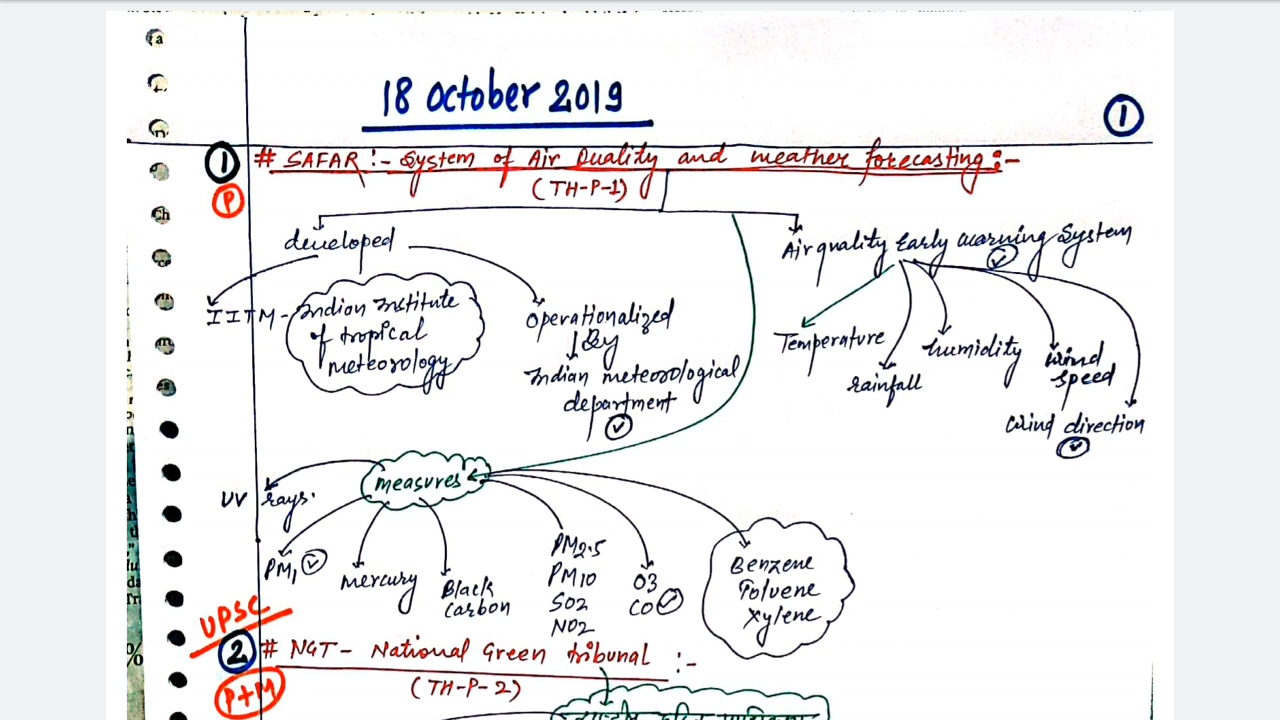 18 October 2019
1
1 # SAFAR :- System of Air Quality and weather forecasting :-
P
(TH-P-1)
developed
Air quality Early warning System
IITM - Indian Institute
of tropical
meteorology
Operationalized
By
Indian meteorological
department
Temperature
rainfall
humidity
wind
speed
wind direction
measures
UV rays.
PM1
mercury
Black
Carbon
PM2.5
PM10
SO2
NO2
O3
CO
Benzene
Toluene
Xylene
UPSC
2 # NGT - National Green tribunal :-
P+M
(TH-P-2)